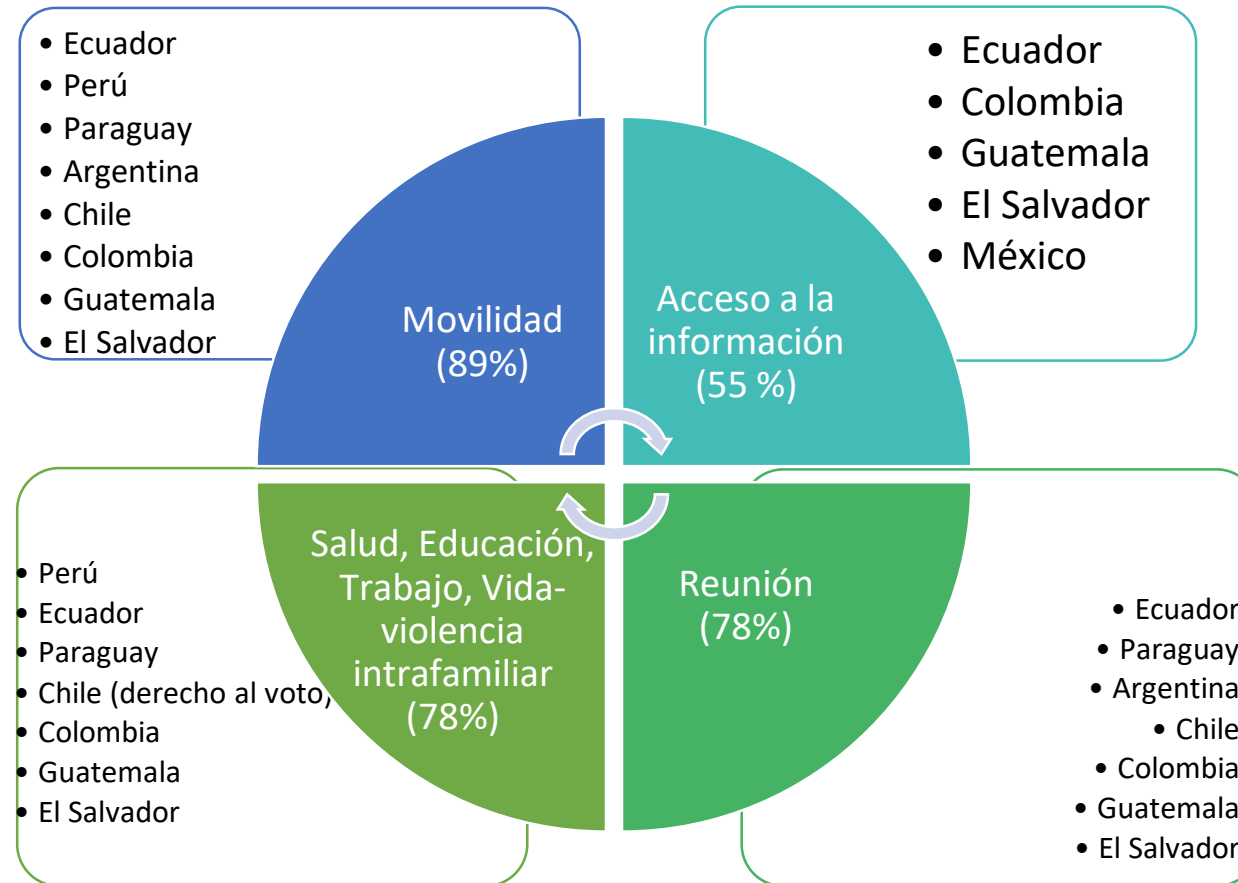 • Ecuador
• Perú
• Paraguay
• Argentina
• Chile
• Colombia
• Guatemala
• El Salvador
• Ecuador
• Colombia
• Guatemala
• El Salvador
• México
Movilidad
(89%)
Acceso a la
información
(55 %)
Salud, Educación,
Trabajo, Vida-
violencia
intrafamiliar
(78%)
Reunión
(78%)
• Perú
• Ecuador
• Paraguay
• Chile (derecho al voto)
• Colombia
• Guatemala
• El Salvador
• Ecuador
• Paraguay
• Argentina
• Chile
• Colombia
• Guatemala
• El Salvador